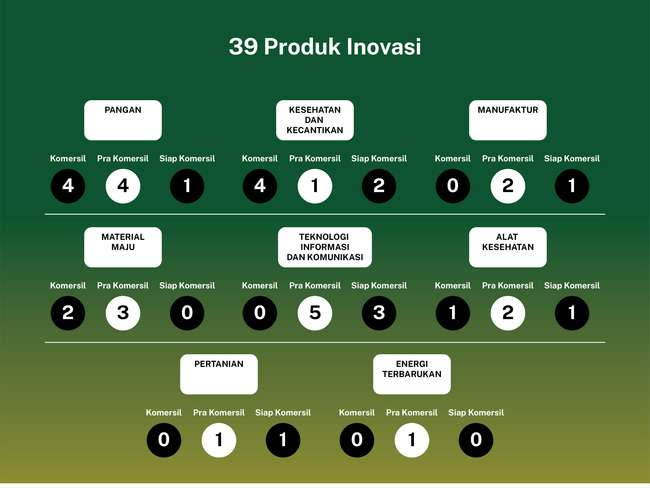 39 Produk Inovasi
PANGAN
Komersil Pra Komersil Siap Komersil
4 4 1
KESEHATAN
DAN
KECANTIKAN
Komersil Pra Komersil Siap Komersil
4 1 2
MANUFAKTUR
Komersil Pra Komersil Siap Komersil
0 2 1
MATERIAL
MAJU
Komersil Pra Komersil Siap Komersil
2 3 0
TEKNOLOGI
INFORMASI
DAN KOMUNIKASI
Komersil Pra Komersil Siap Komersil
0 5 3
ALAT
KESEHATAN
Komersil Pra Komersil Siap Komersil
1 2 1
PERTANIAN
Komersil Pra Komersil Siap Komersil
0 1 1
ENERGI
TERBARUKAN
Komersil Pra Komersil Siap Komersil
0 1 0